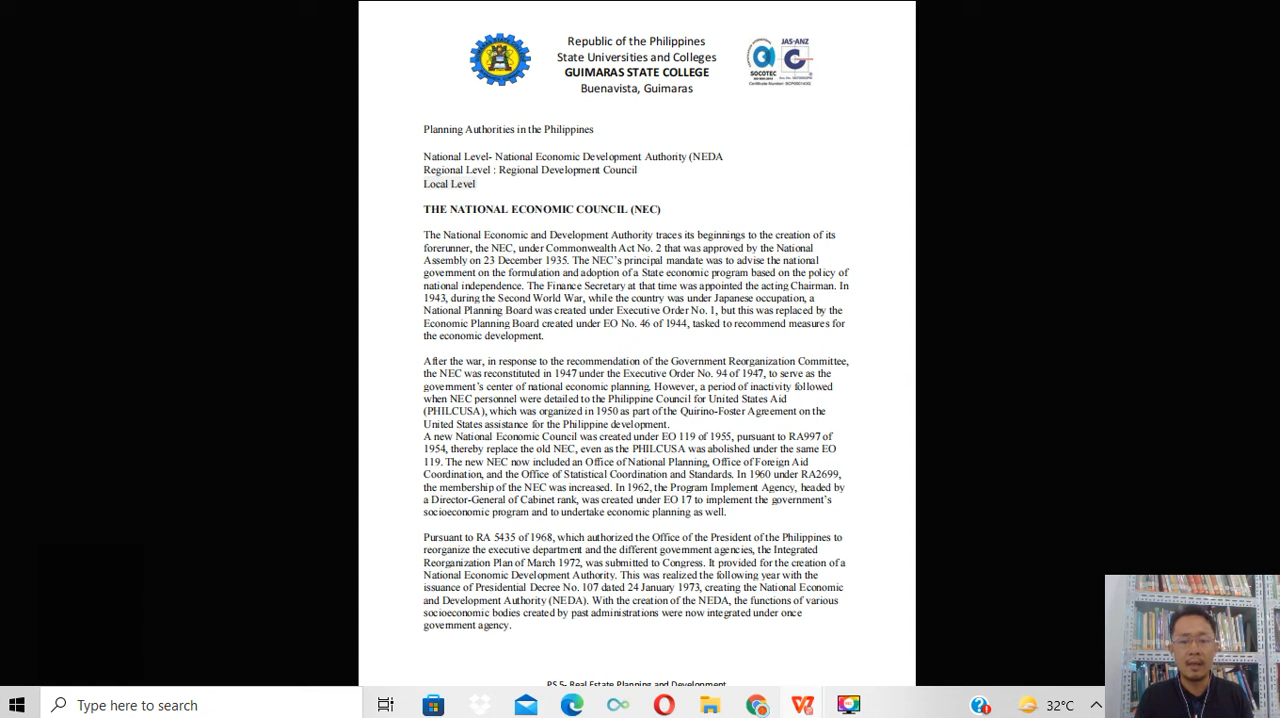 Republic of the Philippines
State Universities and Colleges
GUIMARAS STATE COLLEGE
Buenavista, Guimaras
JAS-ANZ
SOCOTEC
Planning Authorities in the Philippines
National Level- National Economic Development Authority (NEDA
Regional Level : Regional Development Council
Local Level
THE NATIONAL ECONOMIC COUNCIL (NEC)
The National Economic and Development Authority traces its beginnings to the creation of its
forerunner, the NEC, under Commonwealth Act No. 2 that was approved by the National
Assembly on 23 December 1935. The NEC's principal mandate was to advise the national
government on the formulation and adoption of a State economic program based on the policy of
national independence. The Finance Secretary at that time was appointed the acting Chairman. In
1943, during the Second World War, while the country was under Japanese occupation, a
National Planning Board was created under Executive Order No. 1, but this was replaced by the
Economic Planning Board created under EO No. 46 of 1944, tasked to recommend measures for
the economic development.
After the war, in response to the recommendation of the Government Reorganization Committee,
the NEC was reconstituted in 1947 under the Executive Order No. 94 of 1947, to serve as the
government's center of national economic planning. However, a period of inactivity followed
when NEC personnel were detailed to the Philippine Council for United States Aid
(PHILCUSA), which was organized in 1950 as part of the Quirino-Foster Agreement on the
United States assistance for the Philippine development.
A new National Economic Council was created under EO 119 of 1955, pursuant to RA997 of
1954, thereby replace the old NEC, even as the PHILCUSA was abolished under the same EO
119. The new NEC now included an Office of National Planning, Office of Foreign Aid
Coordination, and the Office of Statistical Coordination and Standards. In 1960 under RA2699,
the membership of the NEC was increased. In 1962, the Program Implement Agency, headed by
a Director-General of Cabinet rank, was created under EO 17 to implement the government's
socioeconomic program and to undertake economic planning as well.
Pursuant to RA 5435 of 1968, which authorized the Office of the President of the Philippines to
reorganize the executive department and the different government agencies, the Integrated
Reorganization Plan of March 1972, was submitted to Congress. It provided for the creation of a
National Economic Development Authority. This was realized the following year with the
issuance of Presidential Decree No. 107 dated 24 January 1973, creating the National Economic
and Development Authority (NEDA). With the creation of the NEDA, the functions of various
socioeconomic bodies created by past administrations were now integrated under once
government agency.
PS 5- Real Estate Planning and Development
Type here to search
32°C